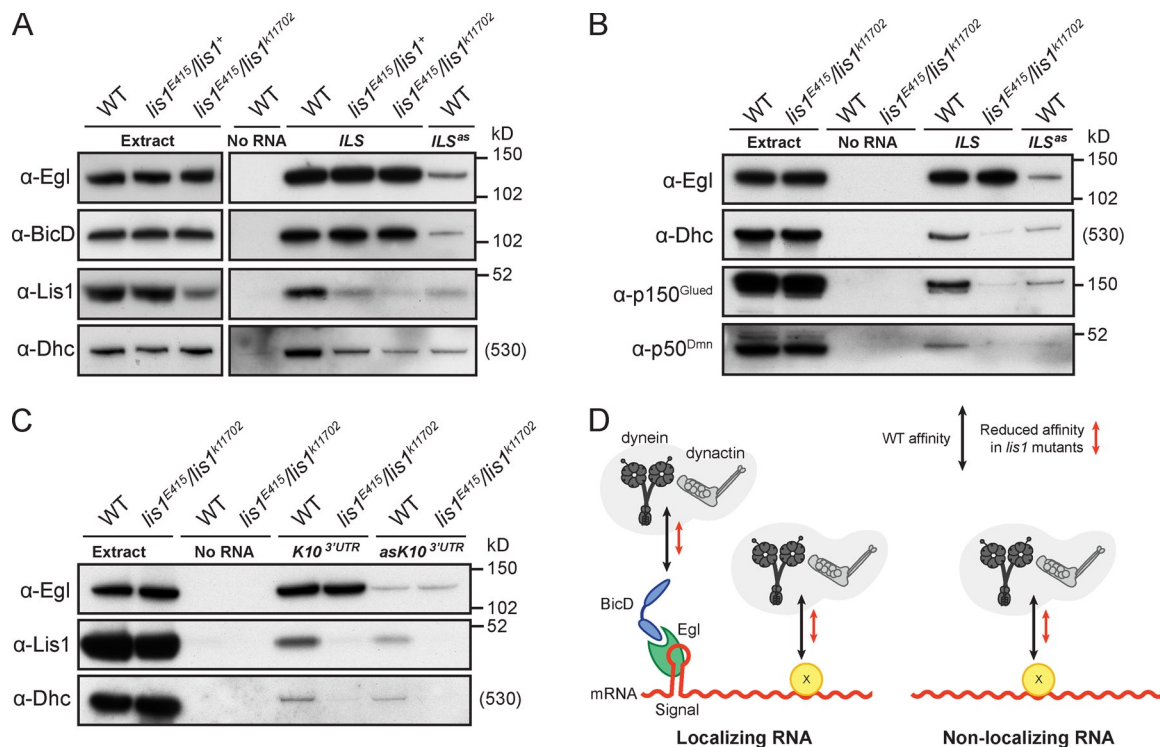 A
WT
lis1E415/lis1+
lis1E415/lis1k11702
WT
WT
lis1E415/lis1+
lis1E415/lis1k11702
WT
Extract
No RNA
ILS
ILSas
kD
α-Egl
150
102
α-BicD
102
α-Lis1
52
α-Dhc
(530)
B
WT
lis1E415/lis1k11702
WT
lis1E415/lis1k11702
WT
lis1E415/lis1k11702
WT
Extract
No RNA
ILS
ILSas
kD
α-Egl
150
102
α-Dhc
(530)
α-p150Glued
150
α-p50Dmn
52
C
WT
lis1E415/lis1k11702
WT
lis1E415/lis1k11702
WT
lis1E415/lis1k11702
WT
lis1E415/lis1k11702
Extract
No RNA
K10 3'UTR
asK10 3'UTR
kD
α-Egl
150
102
α-Lis1
52
α-Dhc
(530)
D
WT affinity
Reduced affinity
in lis1 mutants
dynein
dynactin
BicD
Egl
mRNA
Signal
X
X
Localizing RNA
Non-localizing RNA